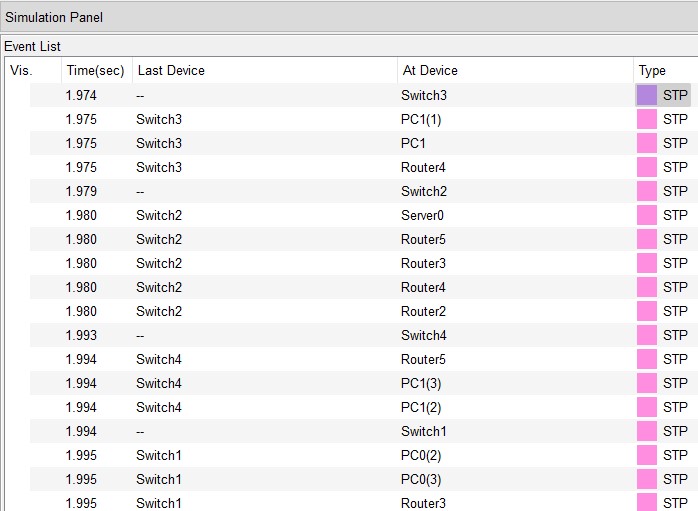 Simulation Panel
Event List
Vis. Time(sec) Last Device At Device Type
1.974 -- Switch3 STP
1.975 Switch3 PC1(1) STP
1.975 Switch3 PC1 STP
1.975 Switch3 Router4 STP
1.979 -- Switch2 STP
1.980 Switch2 Server0 STP
1.980 Switch2 Router5 STP
1.980 Switch2 Router3 STP
1.980 Switch2 Router4 STP
1.980 Switch2 Router2 STP
1.993 -- Switch4 STP
1.994 Switch4 Router5 STP
1.994 Switch4 PC1(3) STP
1.994 Switch4 PC1(2) STP
1.994 -- Switch1 STP
1.995 Switch1 PC0(2) STP
1.995 Switch1 PC0(3) STP
1.995 Switch1 Router3 STP